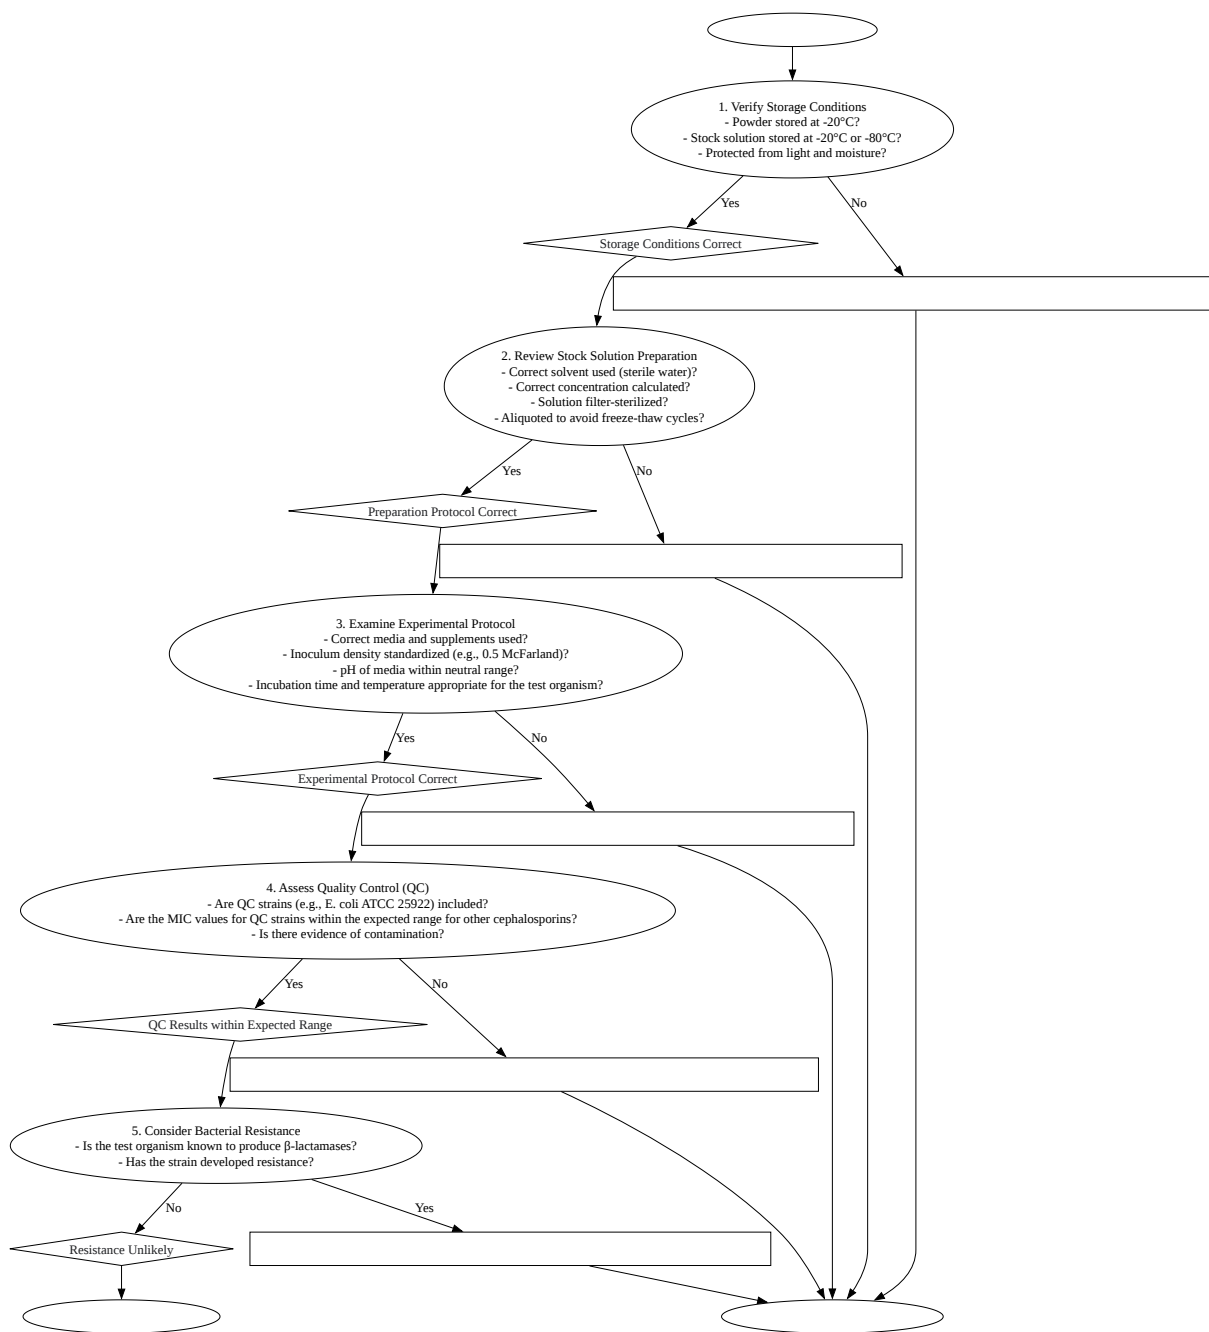 1. Verify Storage Conditions
- Powder stored at -20°C?
- Stock solution stored at -20°C or -80°C?
- Protected from light and moisture?
Yes
No
Storage Conditions Correct
2. Review Stock Solution Preparation
- Correct solvent used (sterile water)?
- Correct concentration calculated?
- Solution filter-sterilized?
- Aliquoted to avoid freeze-thaw cycles?
Yes
No
Preparation Protocol Correct
3. Examine Experimental Protocol
- Correct media and supplements used?
- Inoculum density standardized (e.g., 0.5 McFarland)?
- pH of media within neutral range?
- Incubation time and temperature appropriate for the test organism?
Yes
No
Experimental Protocol Correct
4. Assess Quality Control (QC)
- Are QC strains (e.g., E. coli ATCC 25922) included?
- Are the MIC values for QC strains within the expected range for other cephalosporins?
- Is there evidence of contamination?
Yes
No
QC Results within Expected Range
5. Consider Bacterial Resistance
- Is the test organism known to produce β-lactamases?
- Has the strain developed resistance?
No
Yes
Resistance Unlikely